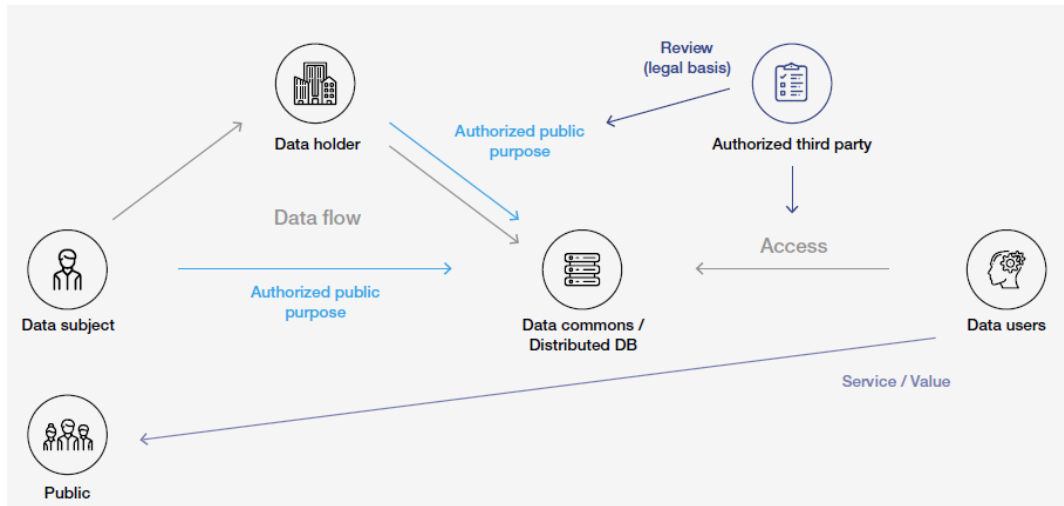 Review
(legal basis)
Data holder
Authorized public
purpose
Authorized third party
Data flow
Access
Data subject
Authorized public
purpose
Data commons /
Distributed DB
Data users
Service / Value
Public